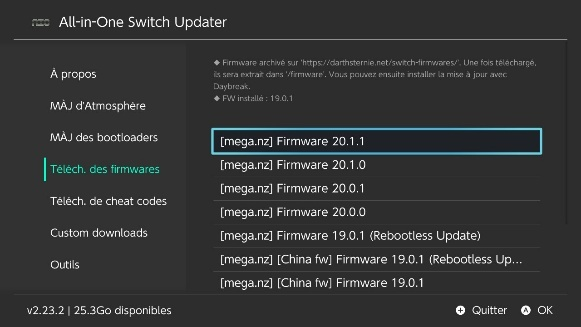 All-in-One Switch Updater
À propos
MÀJ d'Atmosphère
MÀJ des bootloaders
Téléch. des firmwares
Téléch. de cheat codes
Custom downloads
Outils
◆ Firmware archivé sur 'https://darthsternie.net/switch-firmwares/'. Une fois téléchargé,
ils sera extrait dans '/firmware'. Vous pouvez ensuite installer la mise à jour avec
Daybreak.
◆ FW installé : 19.0.1
[mega.nz] Firmware 20.1.1
[mega.nz] Firmware 20.1.0
[mega.nz] Firmware 20.0.1
[mega.nz] Firmware 20.0.0
[mega.nz] Firmware 19.0.1 (Rebootless Update)
[mega.nz] [China fw] Firmware 19.0.1 (Rebootless Up...
[mega.nz] [China fw] Firmware 19.0.1
v2.23.2 | 25.3Go disponibles
Quitter
A OK